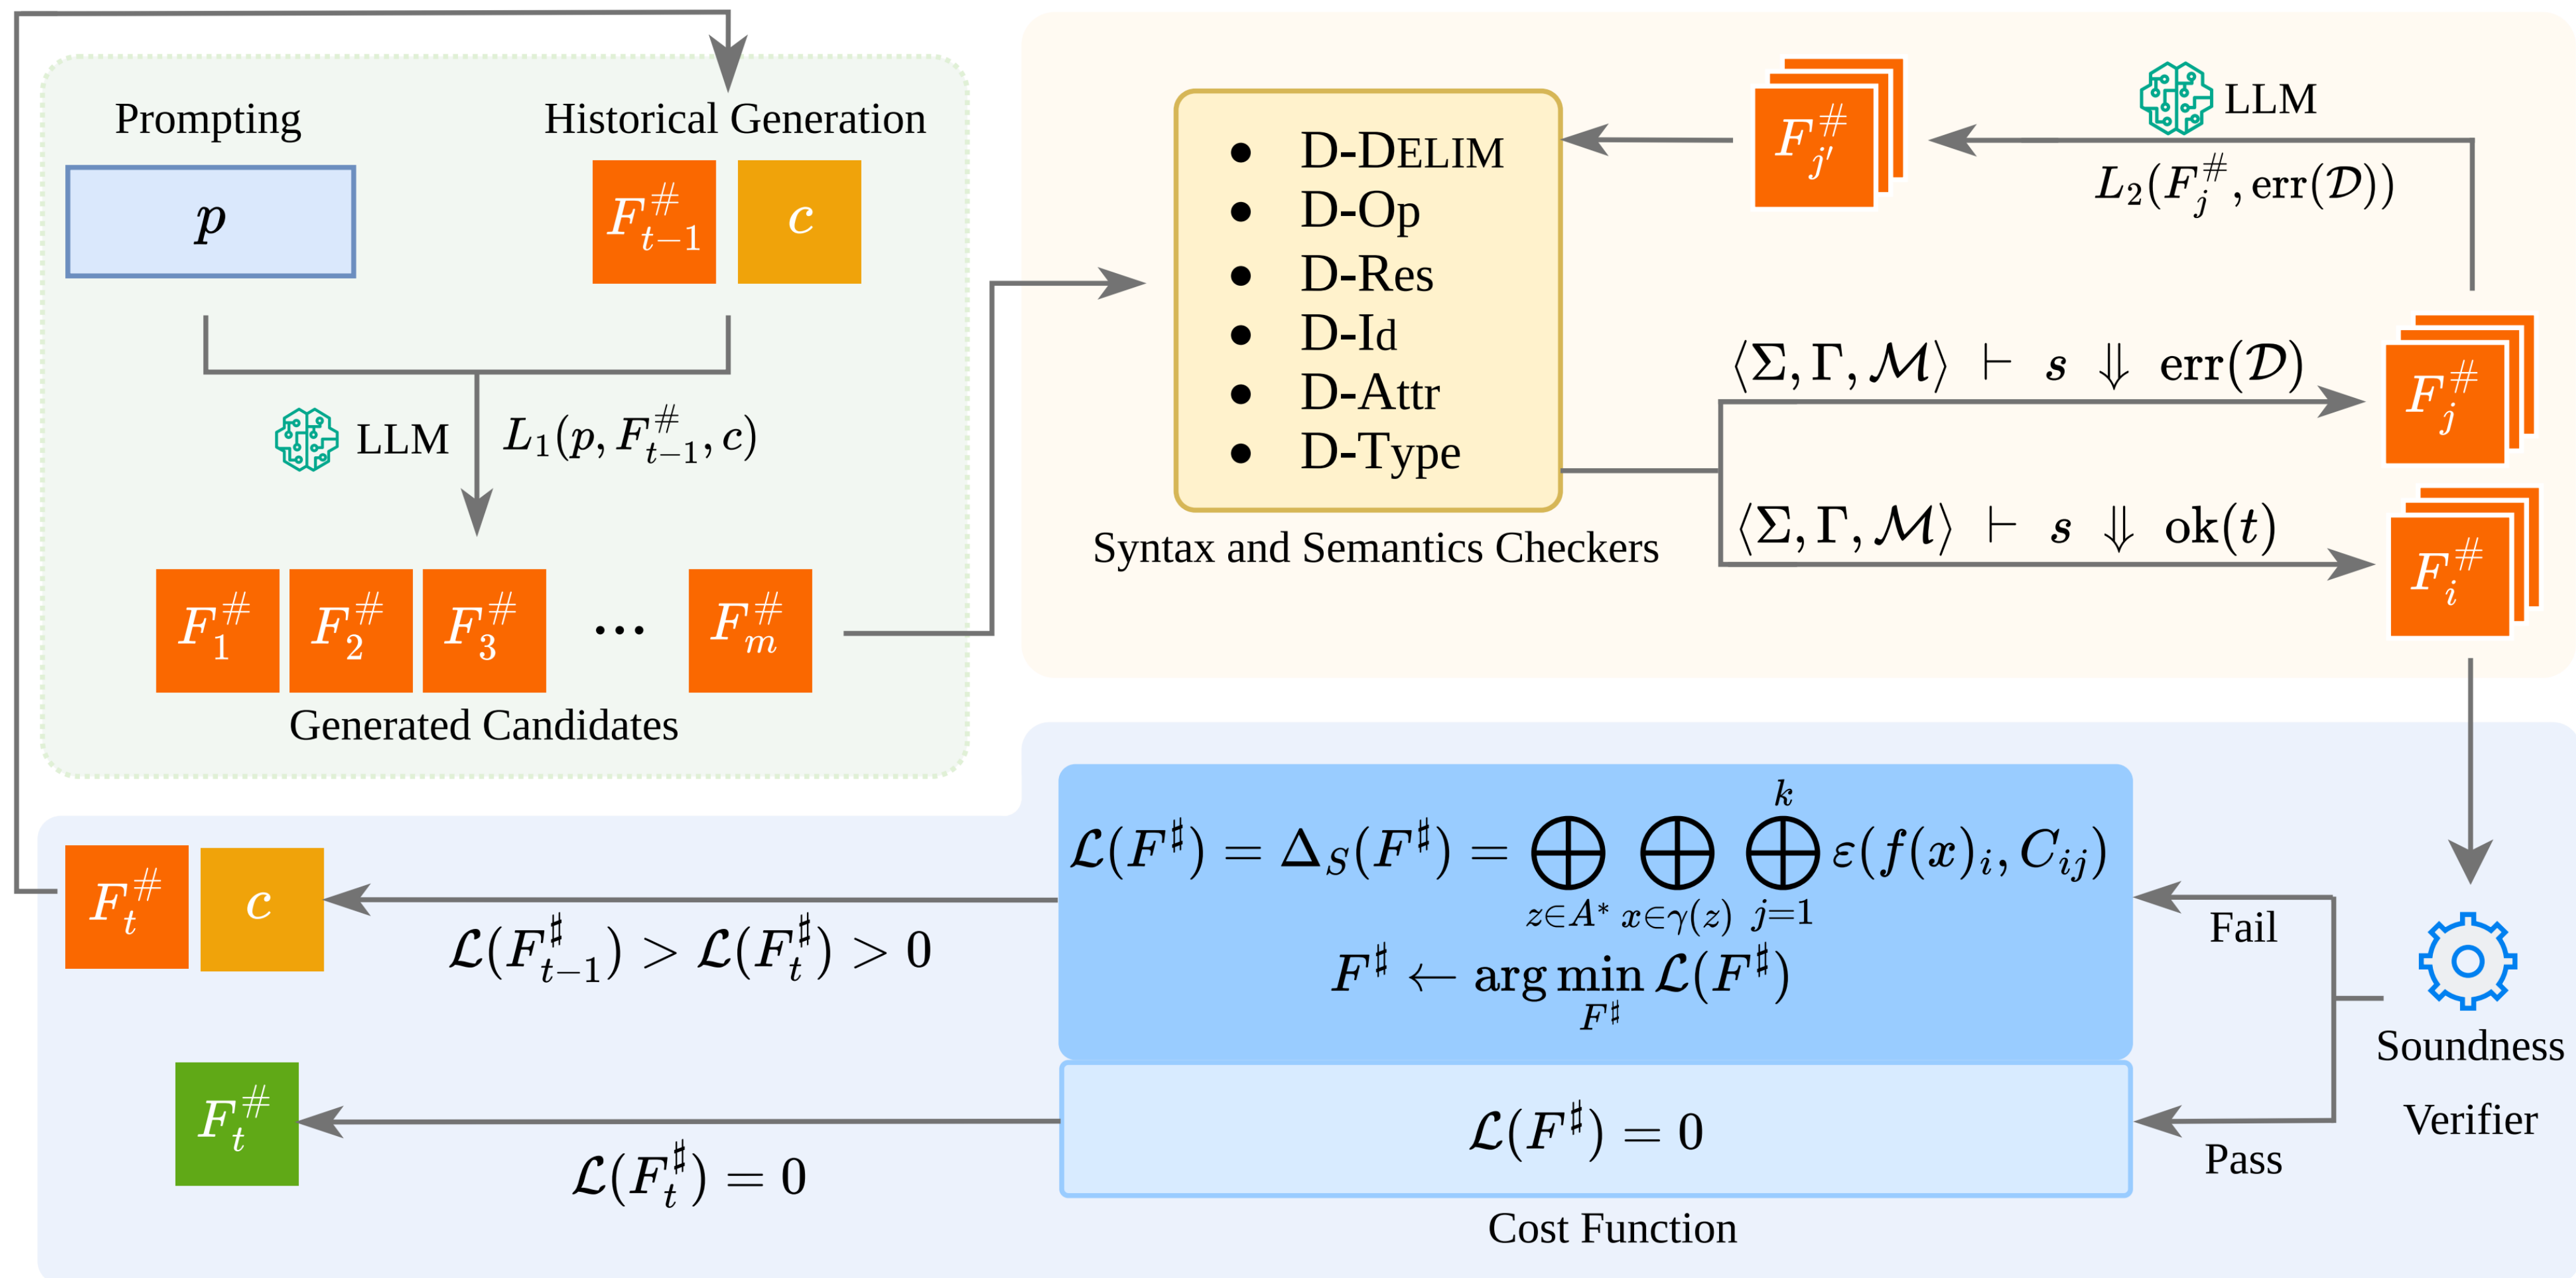 Prompting
Historical Generation
p
F^#_{t−1}
c
LLM
L_1(p, F^#_{t−1}, c)
F^#_1
F^#_2
F^#_3
...
F^#_m
Generated Candidates
• D-DELIM
• D-Op
• D-Res
• D-Id
• D-Attr
• D-Type
Syntax and Semantics Checkers
F^#_{j′}
LLM
L_2(F^#_j, err(𝒟))
⟨Σ, Γ, ℳ⟩ ⊢ s ⇓ err(𝒟)
F^#_j
⟨Σ, Γ, ℳ⟩ ⊢ s ⇓ ok(t)
F^#_i
Soundness
Verifier
Fail
Pass
ℒ(F^♯) = Δ_S(F^♯) = ⨁_{z∈A*} ⨁_{x∈γ(z)} ⨁_{j=1}^{k} ε(f(x)_i, C_{ij})
F^♯ ← arg min_{F^♯} ℒ(F^♯)
ℒ(F^♯) = 0
Cost Function
F^#_t
c
ℒ(F^♯_{t−1}) > ℒ(F^♯_t) > 0
F^#_t
ℒ(F^♯_t) = 0